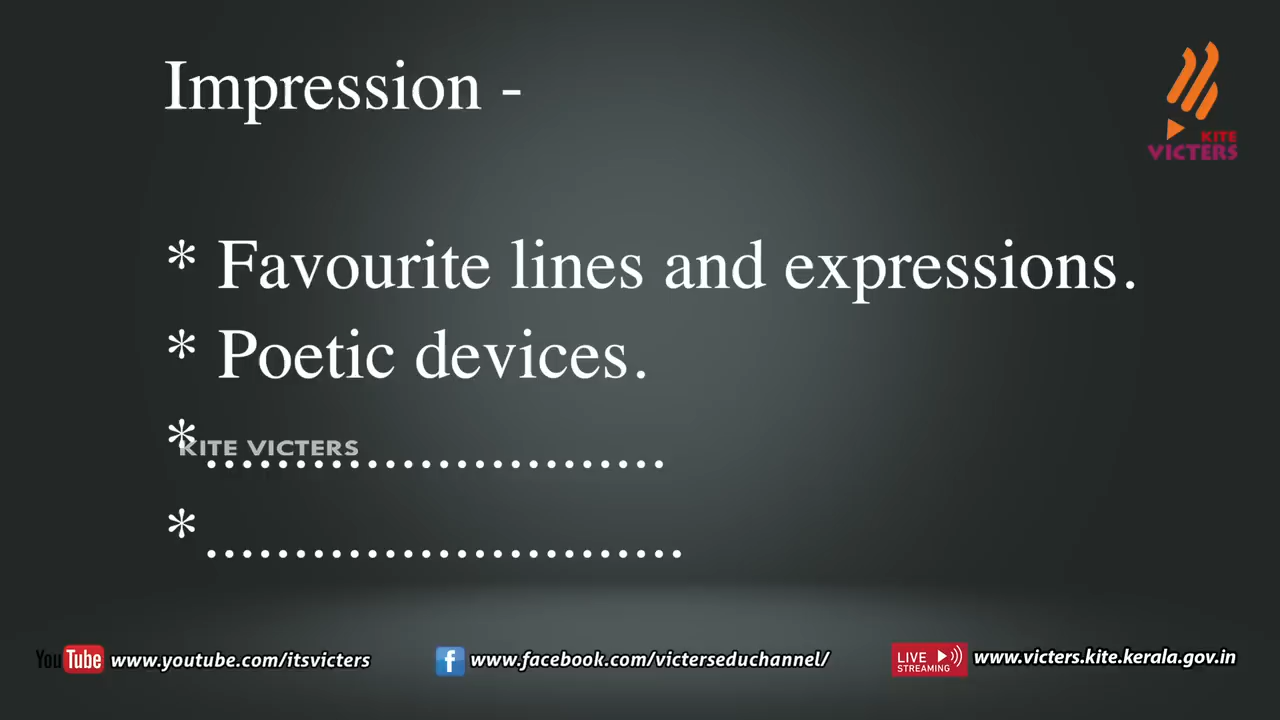 Impression -
KITE
VICTERS
* Favourite lines and expressions.
* Poetic devices.
*..........................
KITE VICTERS
*...........................
YouTube www.youtube.com/itsvicters
f www.facebook.com/victerseduchannel/
LIVE STREAMING www.victers.kite.kerala.gov.in